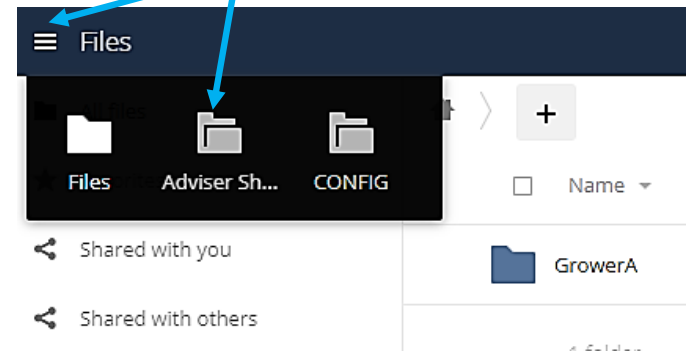 Files
Files Adviser Sh... CONFIG
+
Name
Shared with you
GrowerA
Shared with others